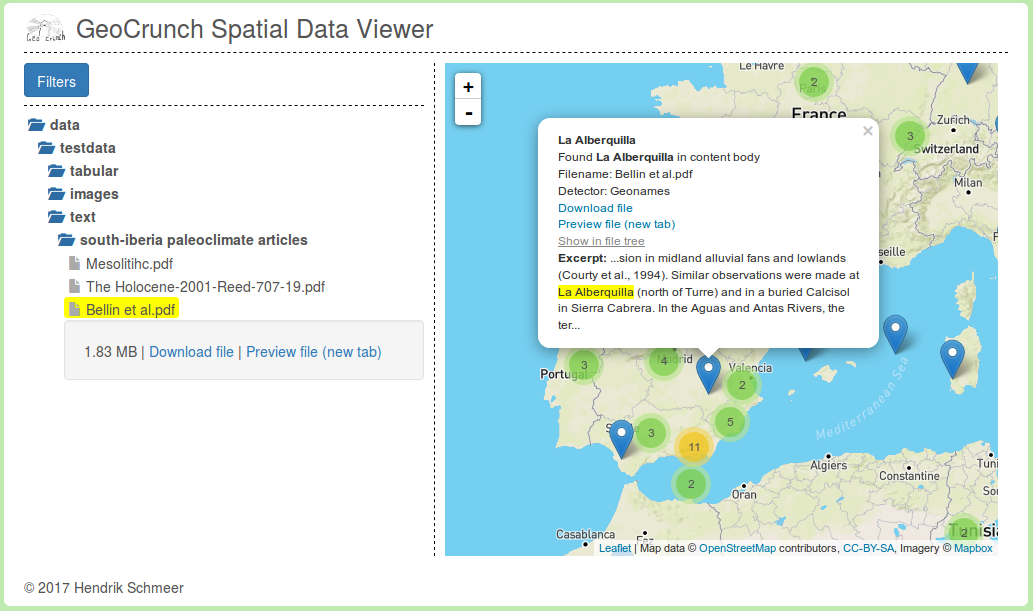 Geo Crunch
GeoCrunch Spatial Data Viewer
Filters
data
testdata
tabular
images
text
south-iberia paleoclimate articles
Mesolitihc.pdf
The Holocene-2001-Reed-707-19.pdf
Bellin et al.pdf
1.83 MB | Download file | Preview file (new tab)
+
-
Le Havre
2
Paris
France
3
Zurich
Switzerland
Milan
×
La Alberquilla
Found La Alberquilla in content body
Filename: Bellin et al.pdf
Detector: Geonames
Download file
Preview file (new tab)
Show in file tree
Excerpt: ...sion in midland alluvial fans and lowlands
(Courty et al., 1994). Similar observations were made at
La Alberquilla (north of Turre) and in a buried Calcisol
in Sierra Cabrera. In the Aguas and Antas Rivers, the
ter...
seille
Portugal
3
4
drid
Valencia
2
5
3
11
2
Mediterranean Sea
Algiers
Constantine
Oran
Casablanca
Tunisia
2
Leaflet | Map data © OpenStreetMap contributors, CC-BY-SA, Imagery © Mapbox
© 2017 Hendrik Schmeer